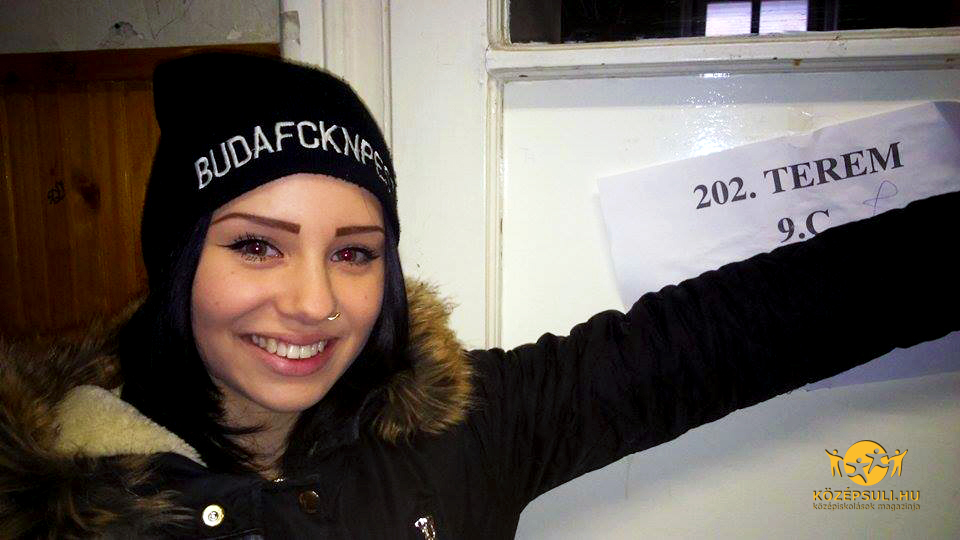 BUDAFCKNPEST
202. TEREM
9.C
KÖZÉPSULI.HU
középiskolások magazinja